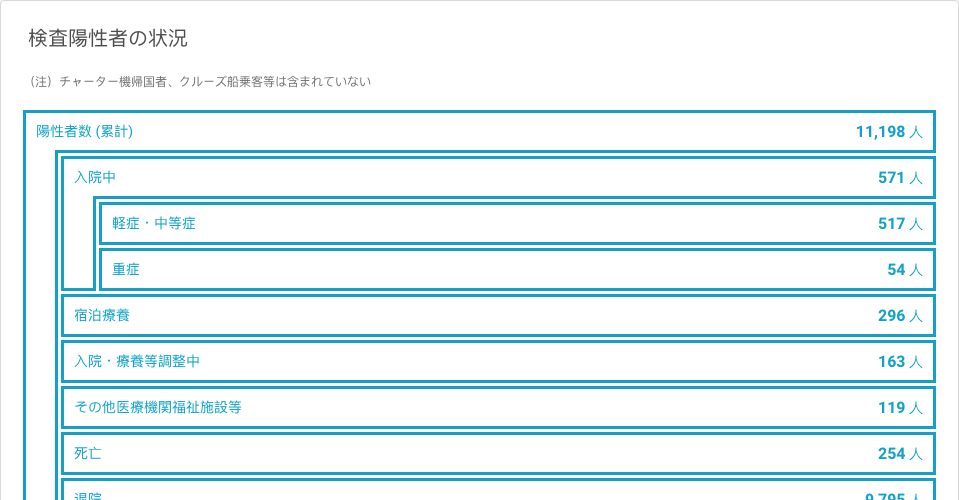 検査陽性者の状況
（注）チャーター機帰国者、クルーズ船乗客等は含まれていない
陽性者数 (累計) 11,198 人
入院中 571 人
軽症・中等症 517 人
重症 54 人
宿泊療養 296 人
入院・療養等調整中 163 人
その他医療機関福祉施設等 119 人
死亡 254 人
退院 9,795 人